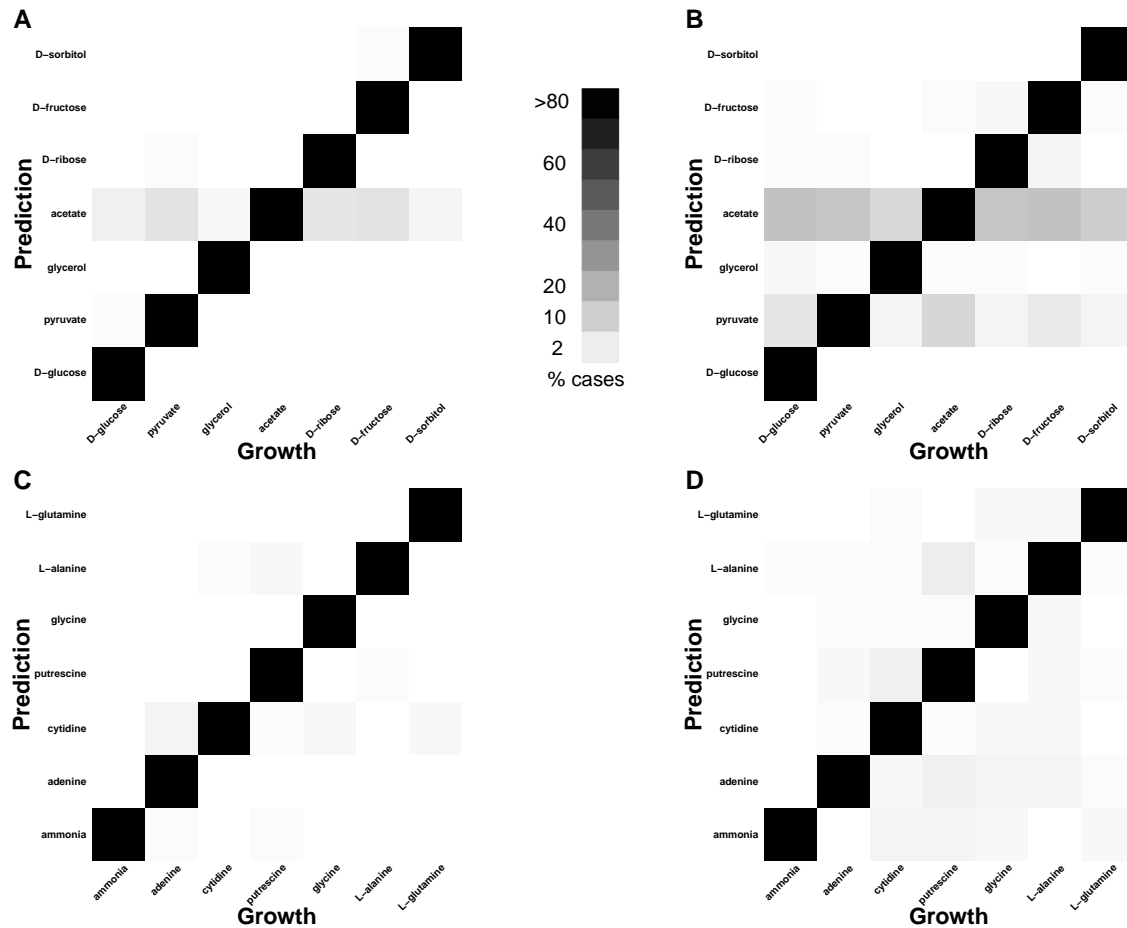 A
Prediction
D−sorbitol
D−fructose
D−ribose
acetate
glycerol
pyruvate
D−glucose
D−glucose
pyruvate
glycerol
acetate
D−ribose
D−fructose
D−sorbitol
Growth
>80
60
40
20
10
2
% cases
B
Prediction
D−sorbitol
D−fructose
D−ribose
acetate
glycerol
pyruvate
D−glucose
D−glucose
pyruvate
glycerol
acetate
D−ribose
D−fructose
D−sorbitol
Growth
C
Prediction
L−glutamine
L−alanine
glycine
putrescine
cytidine
adenine
ammonia
ammonia
adenine
cytidine
putrescine
glycine
L−alanine
L−glutamine
Growth
D
Prediction
L−glutamine
L−alanine
glycine
putrescine
cytidine
adenine
ammonia
ammonia
adenine
cytidine
putrescine
glycine
L−alanine
L−glutamine
Growth